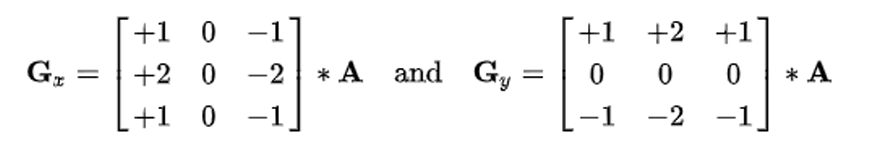 +1 0 −1 +1 +2 +1
Gx = +2 0 −2 ∗ A and Gy = 0 0 0 ∗ A
+1 0 −1 −1 −2 −1